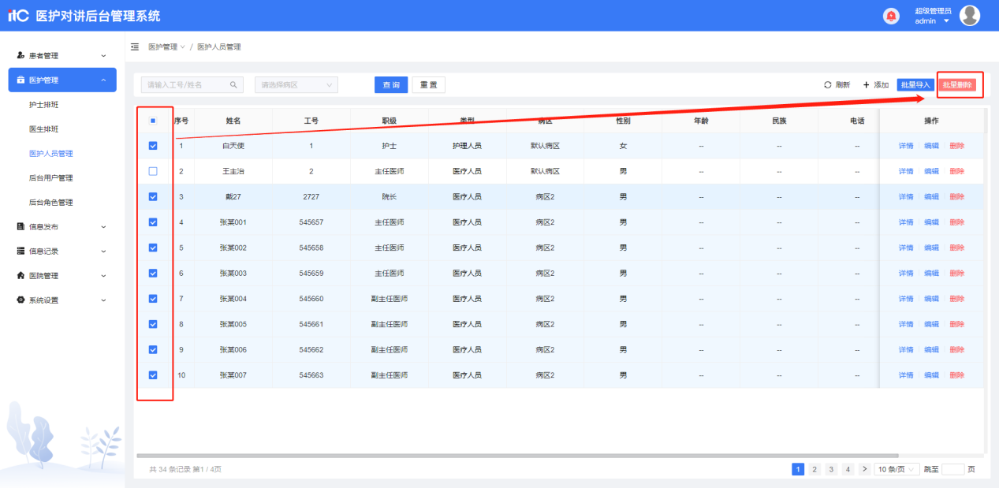 itC 医护对讲后台管理系统
超级管理员
admin
患者管理
医护管理
护士排班
医生排班
医护人员管理
后台用户管理
后台角色管理
信息发布
信息记录
医院管理
系统设置
医护管理 / 医护人员管理
请输入工号/姓名 请选择病区 查 询 重 置 刷新 + 添加 批量导入 批量删除
序号 姓名 工号 职级 类型 病区 性别 年龄 民族 电话 操作
1 白天使 1 护士 护理人员 默认病区 女 -- -- -- 详情 编辑 删除
2 王主治 2 主任医师 医疗人员 默认病区 男 -- -- -- 详情 编辑 删除
3 戴27 2727 院长 医疗人员 病区2 男 -- -- -- 详情 编辑 删除
4 张某001 545657 主任医师 医疗人员 病区2 男 -- -- -- 详情 编辑 删除
5 张某002 545658 主任医师 医疗人员 病区2 男 -- -- -- 详情 编辑 删除
6 张某003 545659 主任医师 医疗人员 病区2 男 -- -- -- 详情 编辑 删除
7 张某004 545660 副主任医师 医疗人员 病区2 男 -- -- -- 详情 编辑 删除
8 张某005 545661 副主任医师 医疗人员 病区2 男 -- -- -- 详情 编辑 删除
9 张某006 545662 副主任医师 医疗人员 病区2 男 -- -- -- 详情 编辑 删除
10 张某007 545663 副主任医师 医疗人员 病区2 男 -- -- -- 详情 编辑 删除
共 34 条记录 第1 / 4页 1 2 3 4 > 10 条/页 跳至 页